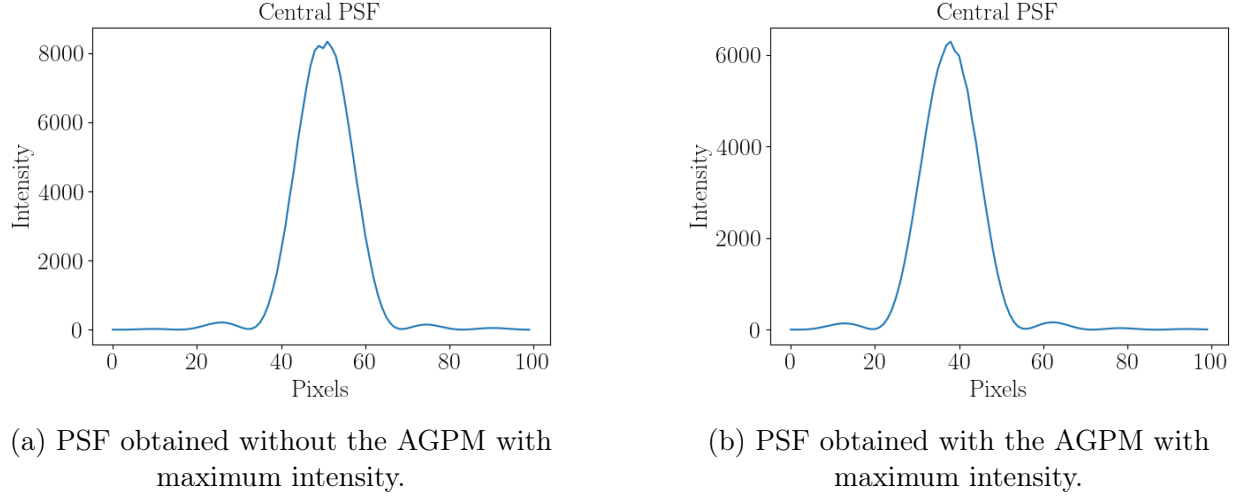 Central PSF
8000
6000
4000
2000
0
Intensity
0 20 40 60 80 100
Pixels
(a) PSF obtained without the AGPM with
maximum intensity.
Central PSF
6000
4000
2000
0
Intensity
0 20 40 60 80 100
Pixels
(b) PSF obtained with the AGPM with
maximum intensity.